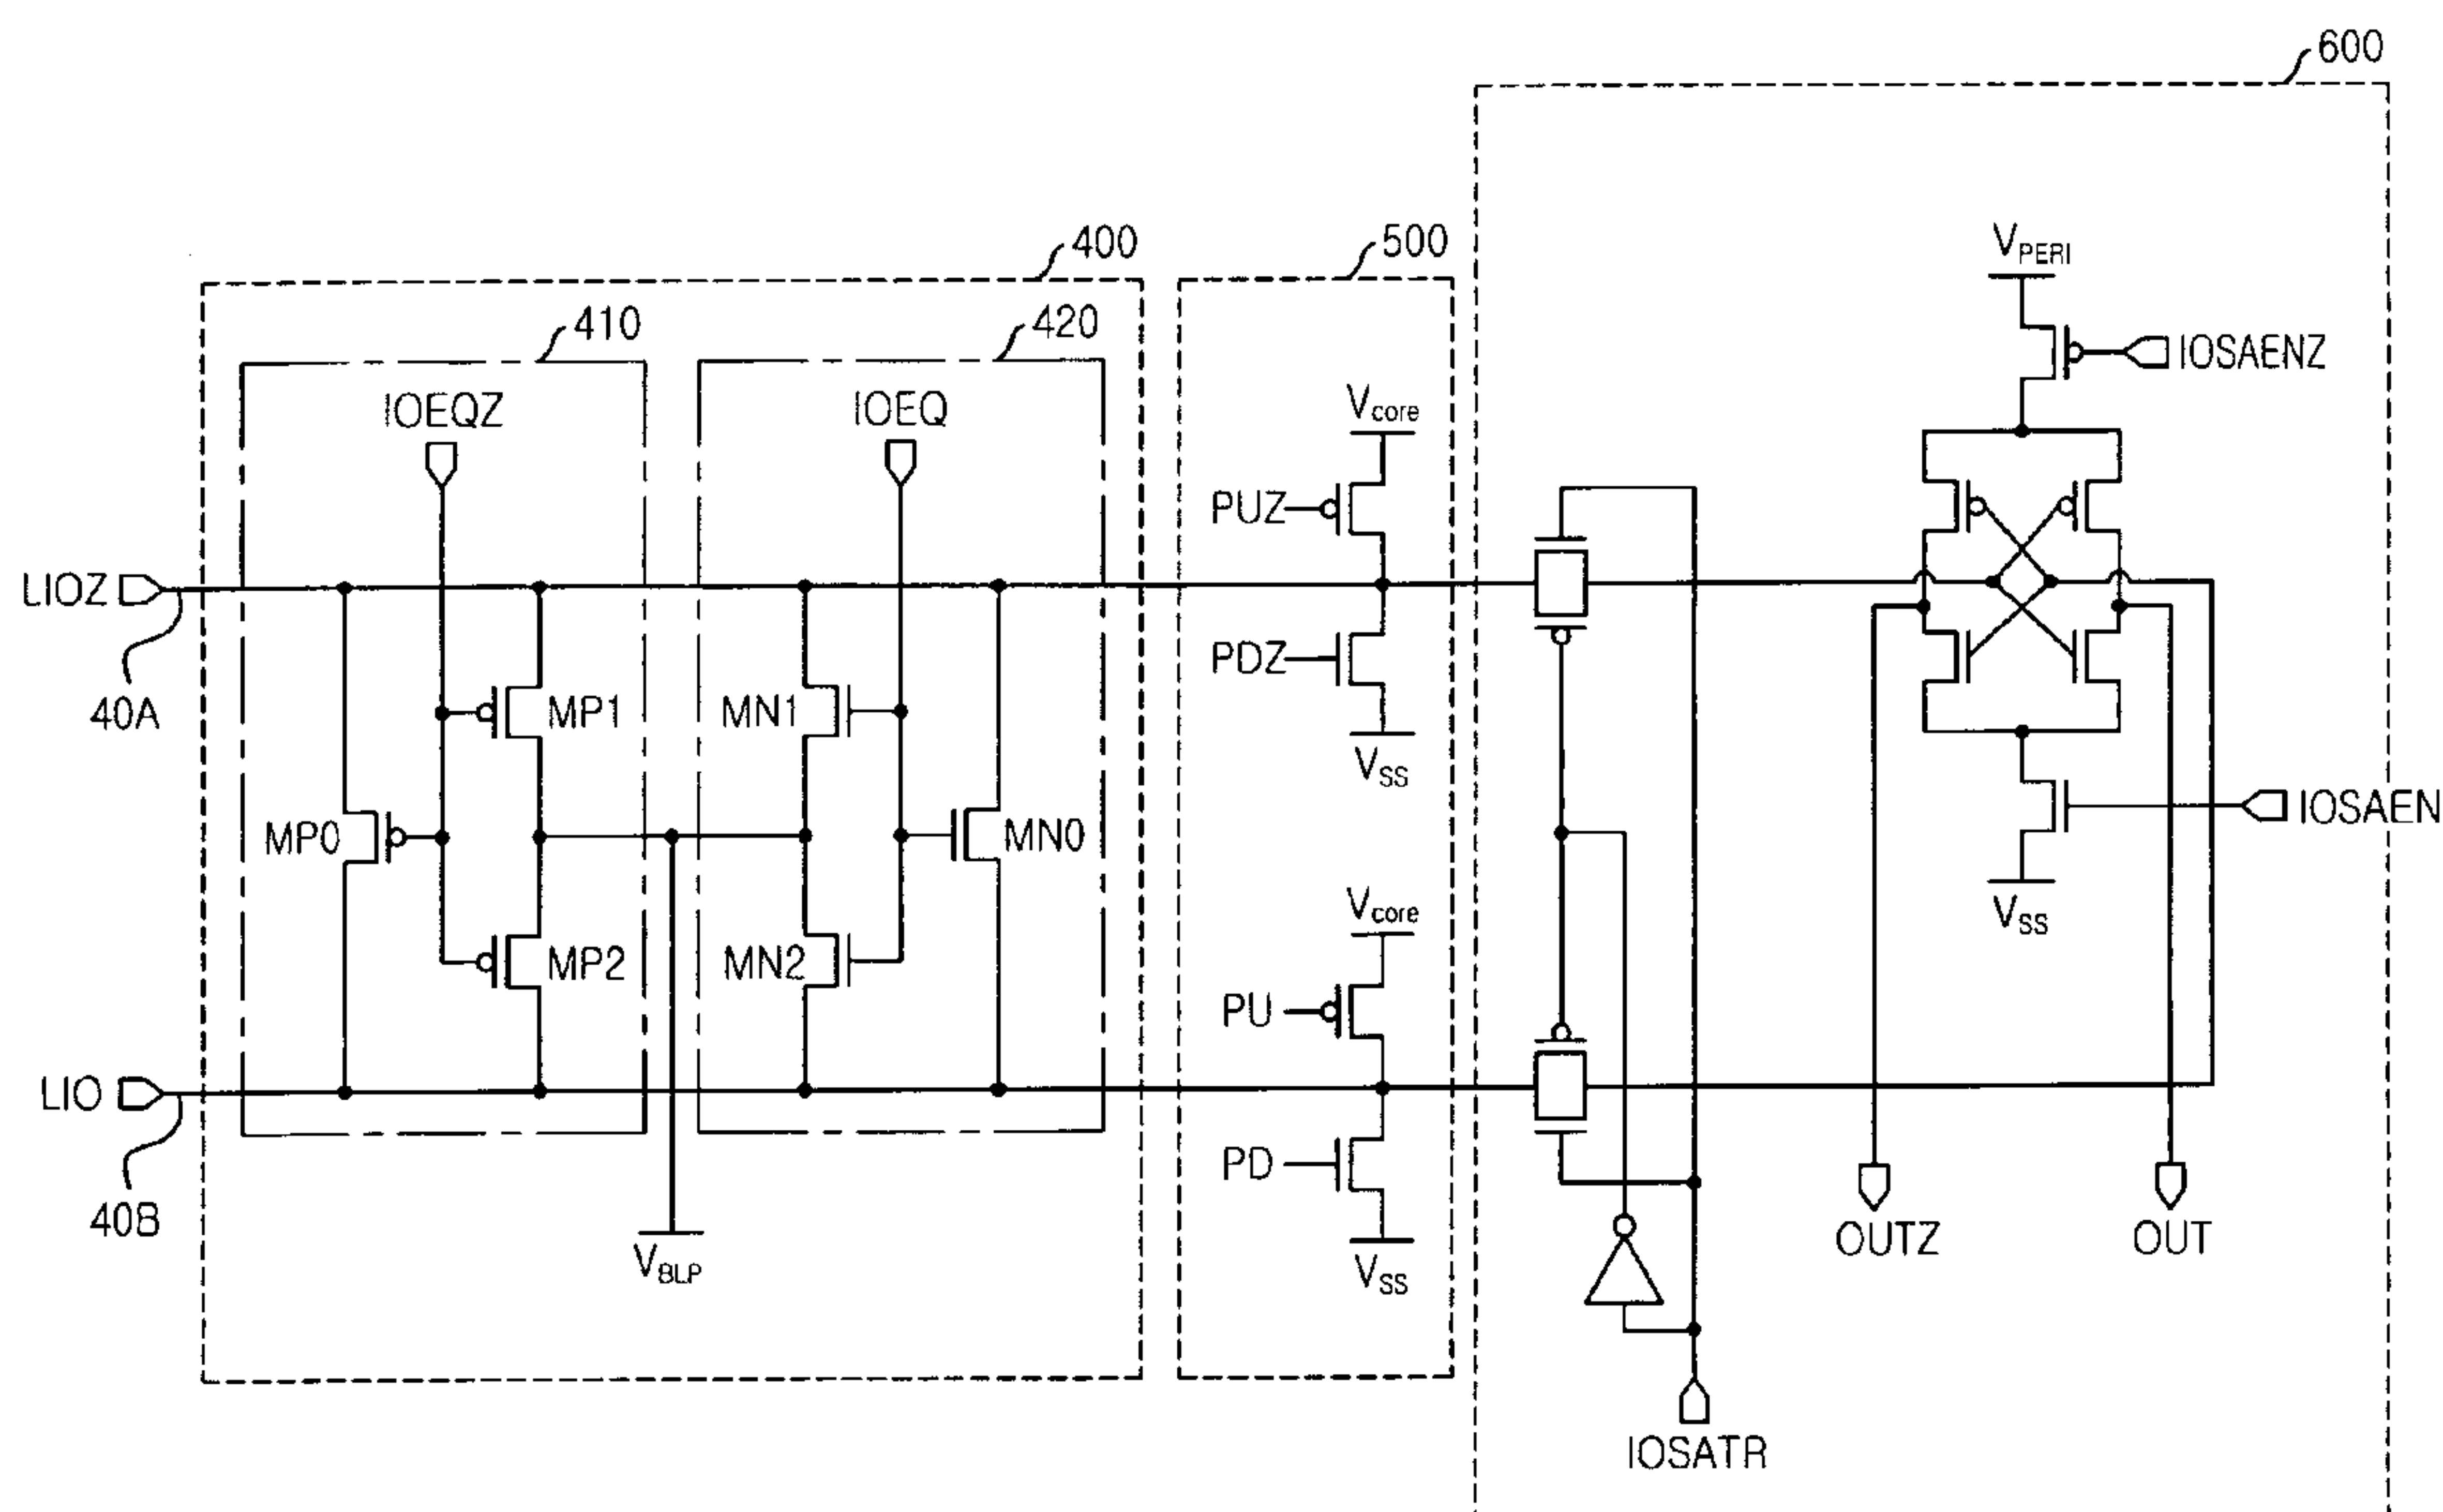 600
V_PERI
400
500
410
420
IOSAENZ
IOEQZ
IOEQ
Vcore
PUZ
LIOZ
PDZ
40A
MP1
MN1
VSS
MP0
MN0
IOSAEN
Vcore
VSS
MP2
MN2
PU
LIO
PD
40B
OUTZ
OUT
VBLP
VSS
IOSATR